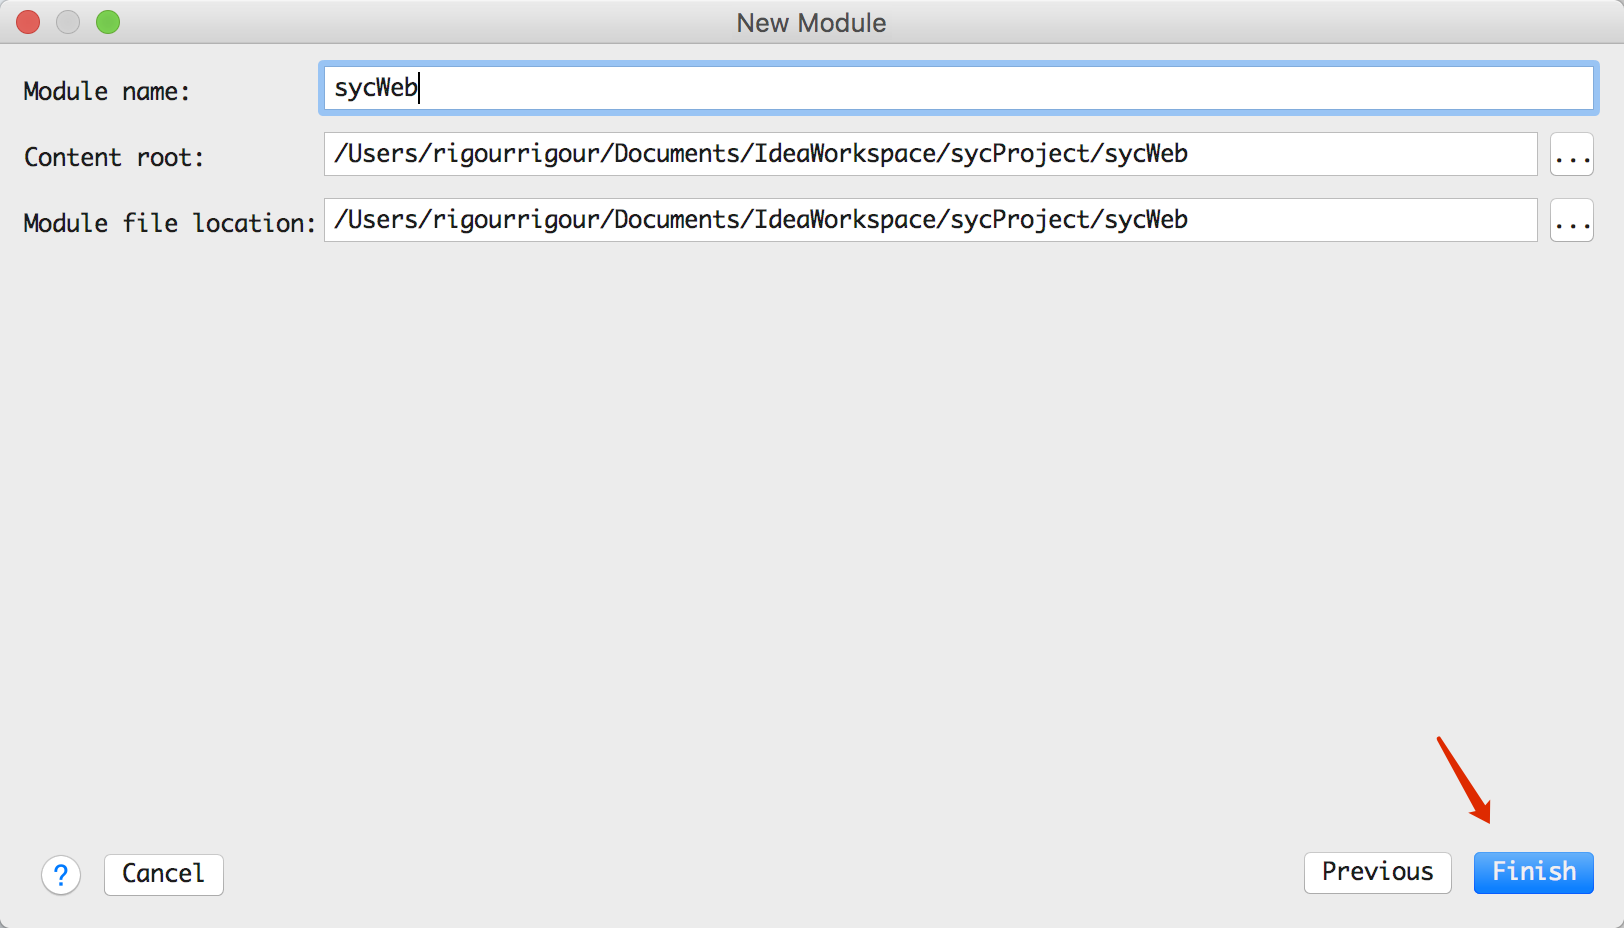 New Module
Module name: sycWeb
Content root: /Users/rigourrigour/Documents/IdeaWorkspace/sycProject/sycWeb ...
Module file location: /Users/rigourrigour/Documents/IdeaWorkspace/sycProject/sycWeb ...
? Cancel Previous Finish